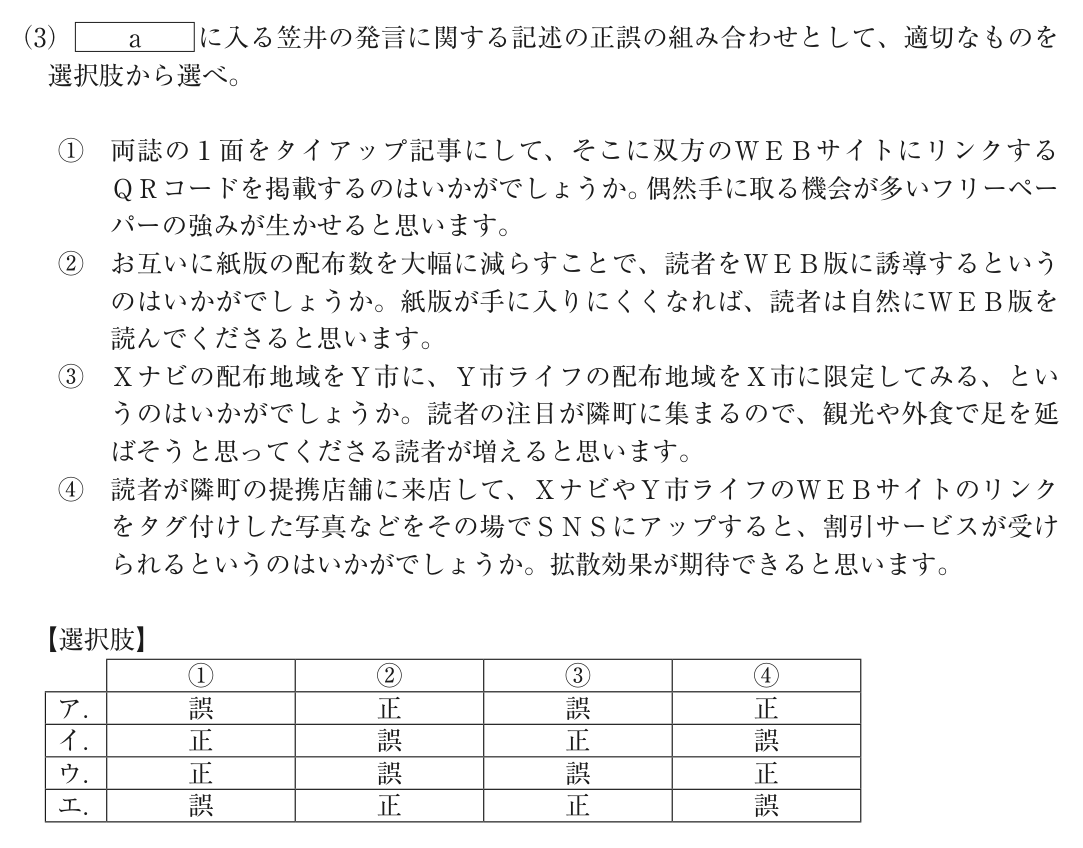 (3) aに入る笠井の発言に関する記述の正誤の組み合わせとして、適切なものを
選択肢から選べ。
① 両誌の1面をタイアップ記事にして、そこに双方のWEBサイトにリンクする
QRコードを掲載するのはいかがでしょうか。偶然手に取る機会が多いフリーペー
パーの強みが生かせると思います。
② お互いに紙版の配布数を大幅に減らすことで、読者をWEB版に誘導するという
のはいかがでしょうか。紙版が手に入りにくくなれば、読者は自然にWEB版を
読んでくださると思います。
③ Xナビの配布地域をY市に、Y市ライフの配布地域をX市に限定してみる、とい
うのはいかがでしょうか。読者の注目が隣町に集まるので、観光や外食で足を延
ばそうと思ってくださる読者が増えると思います。
④ 読者が隣町の提携店舗に来店して、XナビやY市ライフのWEBサイトのリンク
をタグ付けした写真などをその場でSNSにアップすると、割引サービスが受け
られるというのはいかがでしょうか。拡散効果が期待できると思います。
【選択肢】
① ② ③ ④
ア. 誤 正 誤 正
イ. 正 誤 正 誤
ウ. 正 誤 誤 正
エ. 誤 正 正 誤